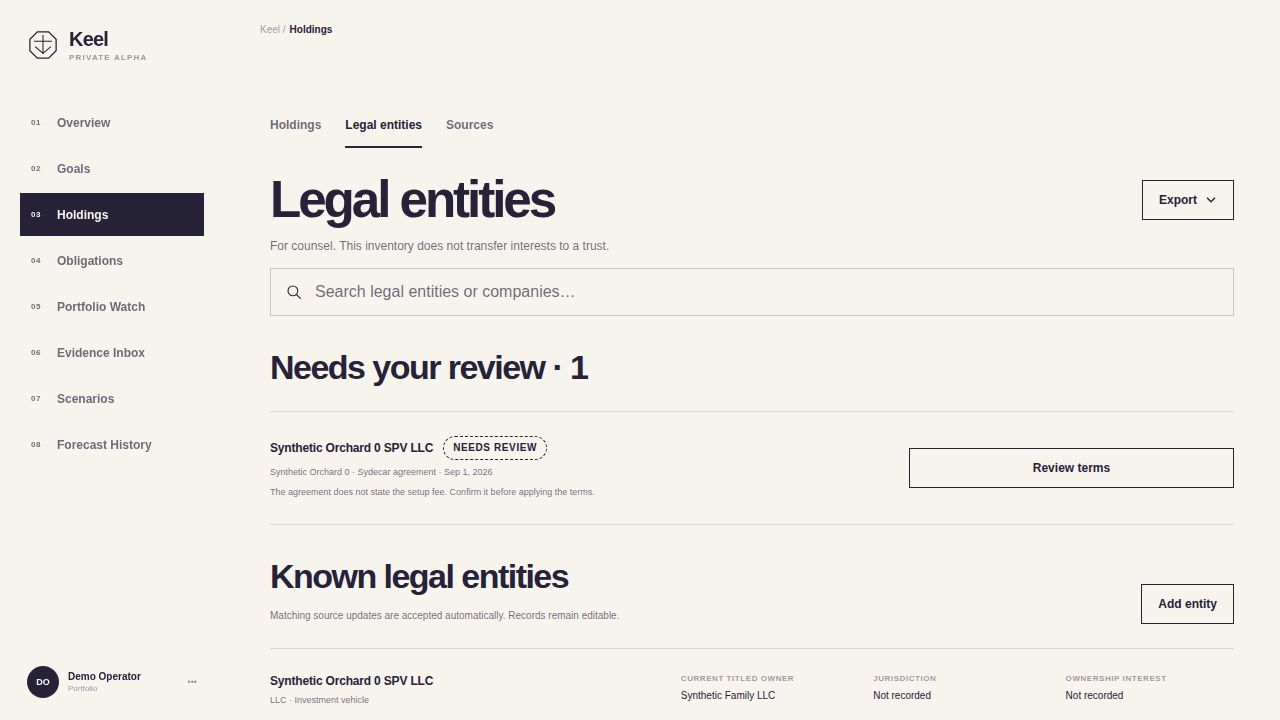 Keel
PRIVATE ALPHA
Keel / Holdings
01 Overview
02 Goals
03 Holdings
04 Obligations
05 Portfolio Watch
06 Evidence Inbox
07 Scenarios
08 Forecast History
DO
Demo Operator
Portfolio
•••
Holdings Legal entities Sources
Legal entities
Export
For counsel. This inventory does not transfer interests to a trust.
Search legal entities or companies…
Needs your review · 1
Synthetic Orchard 0 SPV LLC NEEDS REVIEW
Synthetic Orchard 0 · Sydecar agreement · Sep 1, 2026
The agreement does not state the setup fee. Confirm it before applying the terms.
Review terms
Known legal entities
Matching source updates are accepted automatically. Records remain editable.
Add entity
Synthetic Orchard 0 SPV LLC
LLC · Investment vehicle
CURRENT TITLED OWNER
Synthetic Family LLC
JURISDICTION
Not recorded
OWNERSHIP INTEREST
Not recorded